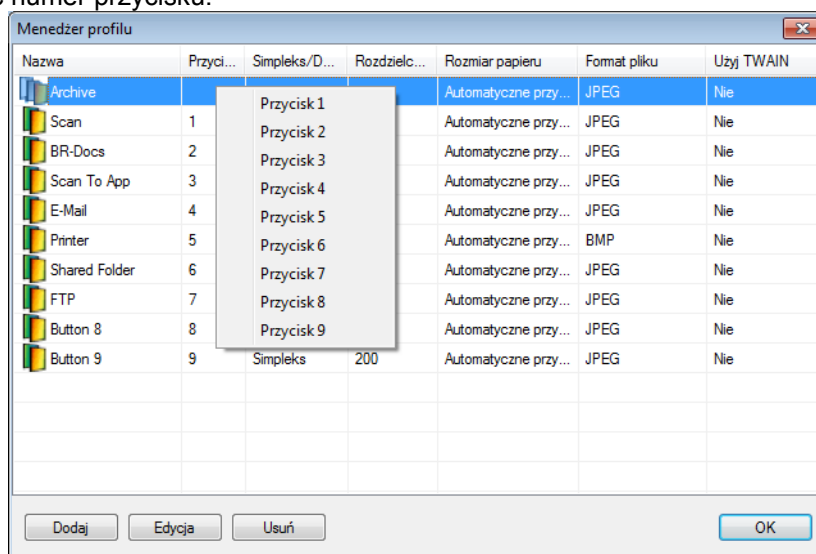 numer przycisku.
Menedżer profilu
Nazwa Przyci... Simpleks/D... Rozdzielc... Rozmiar papieru Format pliku Użyj TWAIN
Archive Automatyczne przy... JPEG Nie
Scan 1 Automatyczne przy... JPEG Nie
BR-Docs 2 Automatyczne przy... JPEG Nie
Scan To App 3 Automatyczne przy... JPEG Nie
E-Mail 4 Automatyczne przy... JPEG Nie
Printer 5 Automatyczne przy... BMP Nie
Shared Folder 6 Automatyczne przy... JPEG Nie
FTP 7 Automatyczne przy... JPEG Nie
Button 8 8 Automatyczne przy... JPEG Nie
Button 9 9 Simpleks 200 Automatyczne przy... JPEG Nie
Przycisk 1
Przycisk 2
Przycisk 3
Przycisk 4
Przycisk 5
Przycisk 6
Przycisk 7
Przycisk 8
Przycisk 9
Dodaj Edycja Usuń OK